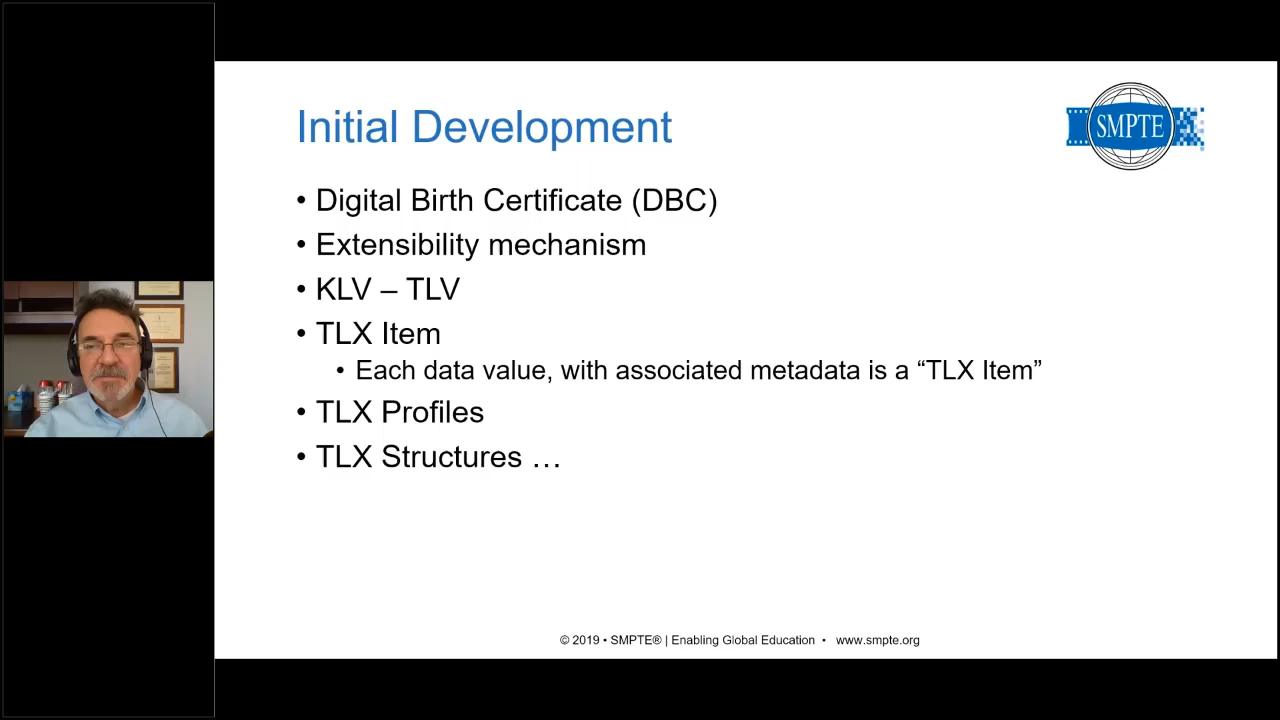 Initial Development
SMPTE
• Digital Birth Certificate (DBC)
• Extensibility mechanism
• KLV – TLV
• TLX Item
• Each data value, with associated metadata is a “TLX Item”
• TLX Profiles
• TLX Structures …
© 2019 • SMPTE® | Enabling Global Education • www.smpte.org